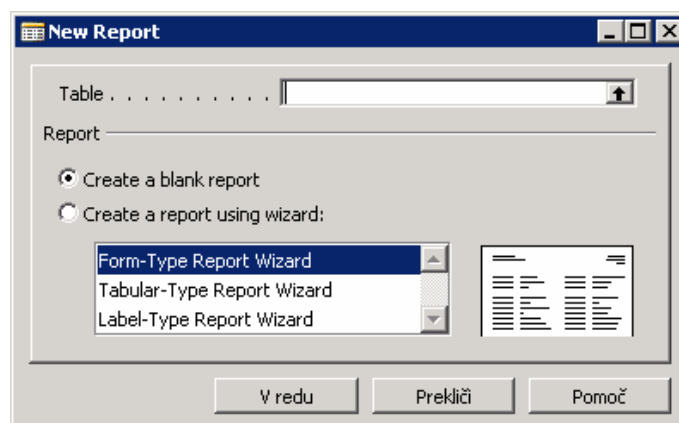 New Report
Table . . . . . . . . . .
Report
Create a blank report
Create a report using wizard:
Form-Type Report Wizard
Tabular-Type Report Wizard
Label-Type Report Wizard
V redu Prekliči Pomoč